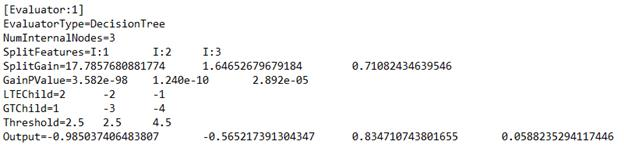 [Evaluator:1]
EvaluatorType=DecisionTree
NumInternalNodes=3
SplitFeatures=I:1 I:2 I:3
SplitGain=17.7857680881774 1.64652679679184 0.71082434639546
GainPValue=3.582e-98 1.240e-10 2.892e-05
LTEChild=2 -2 -1
GTChild=1 -3 -4
Threshold=2.5 2.5 4.5
Output=-0.985037406483807 -0.565217391304347 0.834710743801655 0.0588235294117446